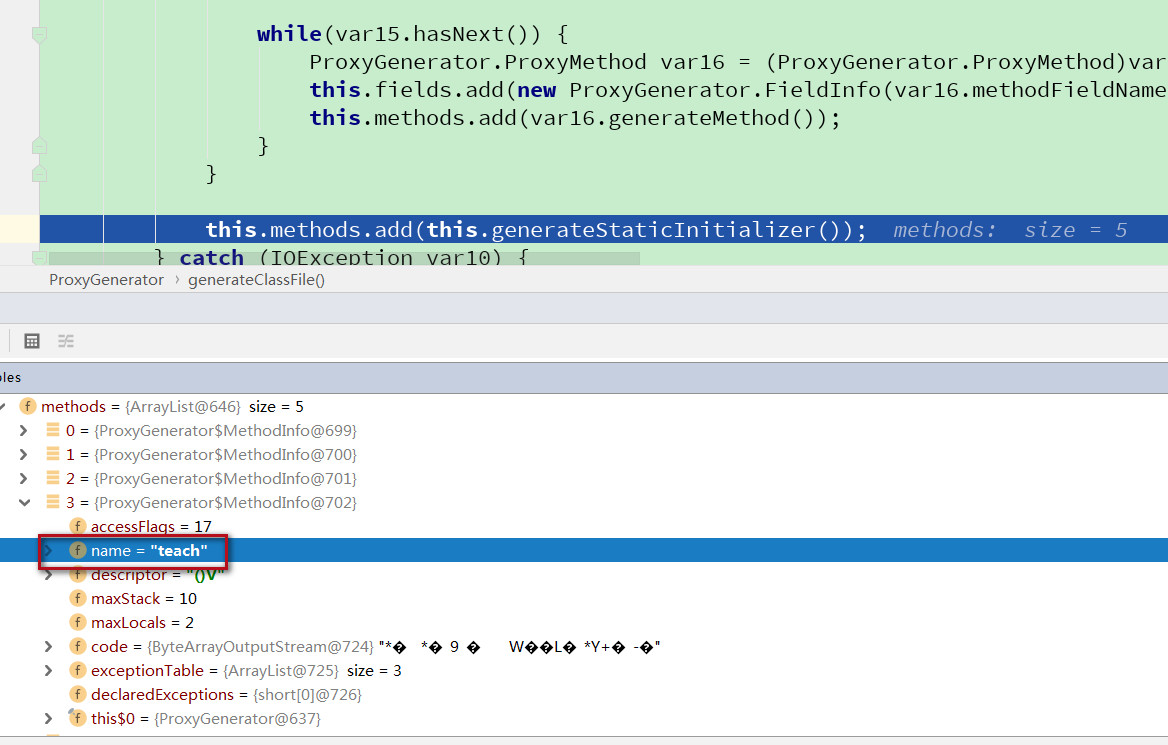 while(var15.hasNext()) {
ProxyGenerator.ProxyMethod var16 = (ProxyGenerator.ProxyMethod)var
this.fields.add(new ProxyGenerator.FieldInfo(var16.methodFieldName
this.methods.add(var16.generateMethod());
}
}
this.methods.add(this.generateStaticInitializer()); methods: size = 5
} catch (IOException var10) {
ProxyGenerator › generateClassFile()
les
f methods = {ArrayList@646} size = 5
0 = {ProxyGenerator$MethodInfo@699}
1 = {ProxyGenerator$MethodInfo@700}
2 = {ProxyGenerator$MethodInfo@701}
3 = {ProxyGenerator$MethodInfo@702}
f accessFlags = 17
f name = "teach"
f descriptor = "()V"
f maxStack = 10
f maxLocals = 2
f code = {ByteArrayOutputStream@724} "*� *� 9 � W��L� *Y+� -�"
f exceptionTable = {ArrayList@725} size = 3
f declaredExceptions = {short[0]@726}
f this$0 = {ProxyGenerator@637}